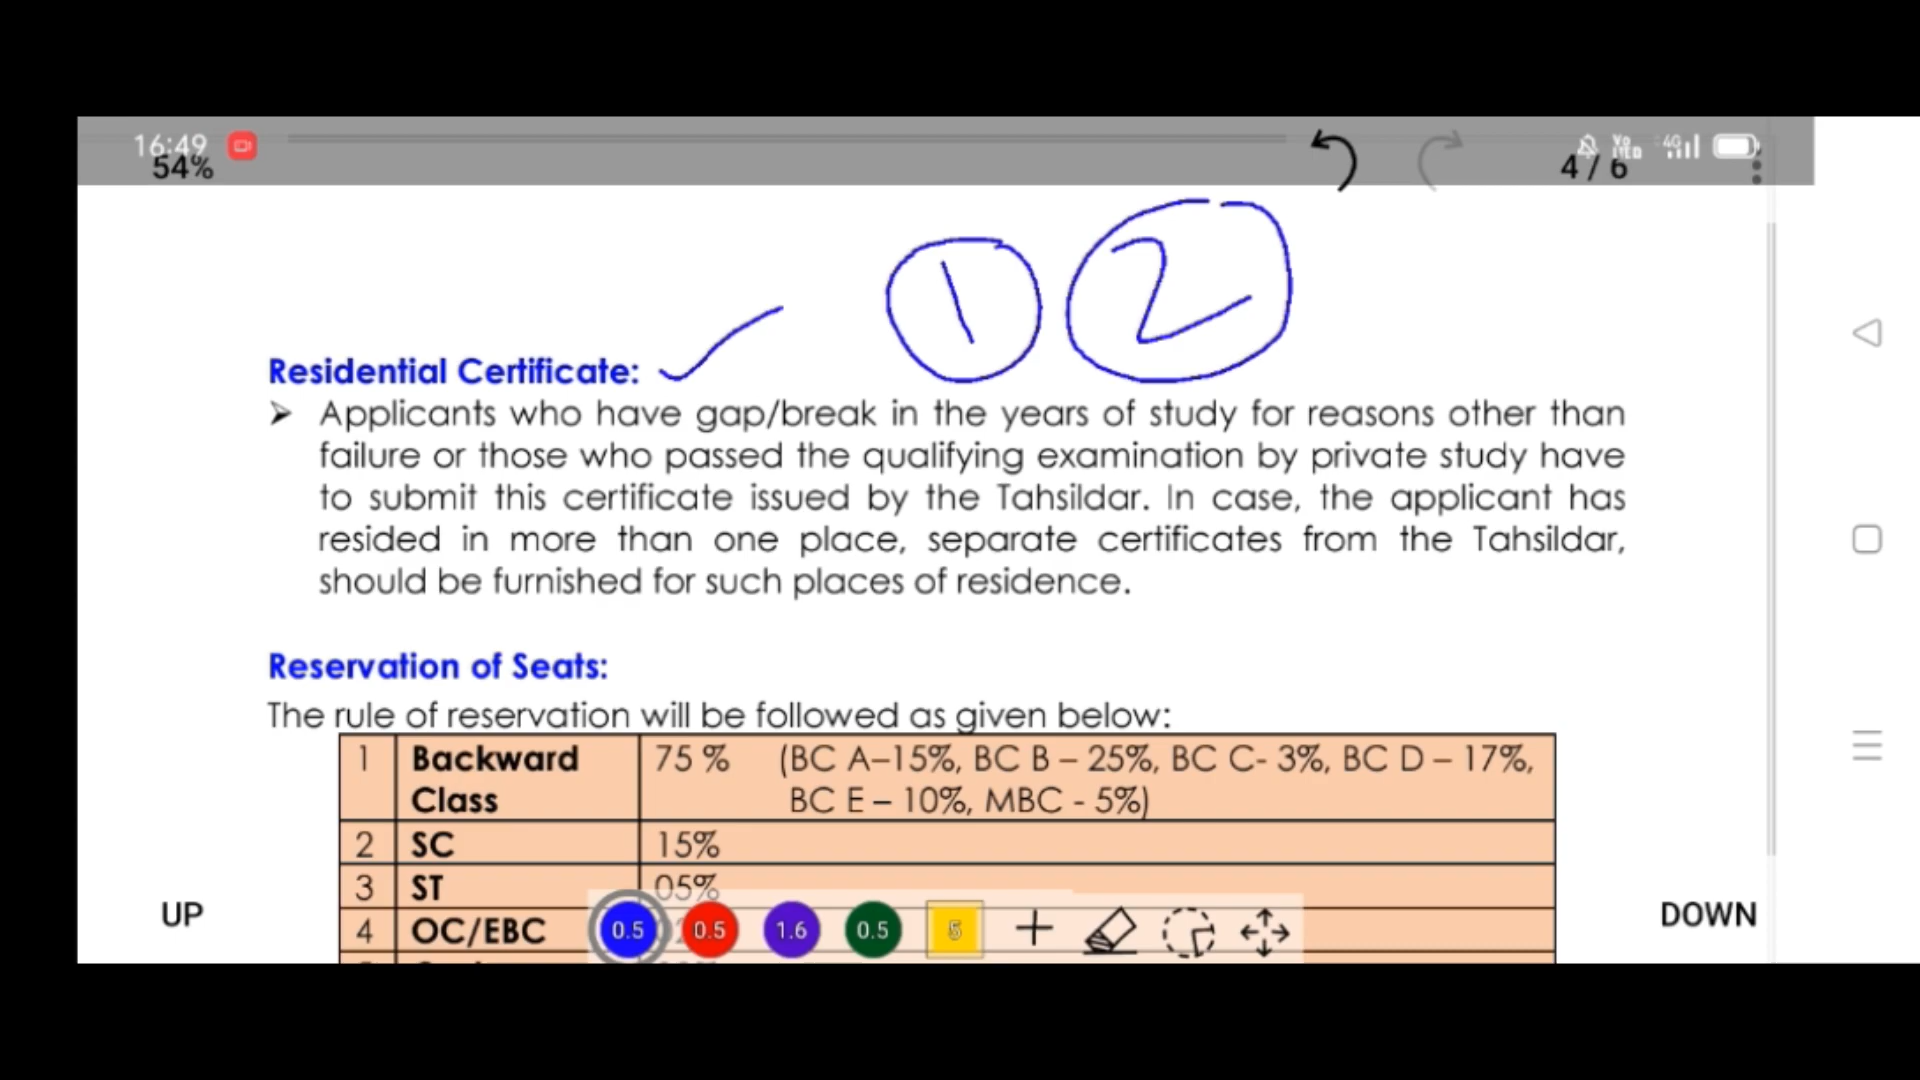 16:49
54%
4 / 6
1 2
Residential Certificate:
➢ Applicants who have gap/break in the years of study for reasons other than
failure or those who passed the qualifying examination by private study have
to submit this certificate issued by the Tahsildar. In case, the applicant has
resided in more than one place, separate certificates from the Tahsildar,
should be furnished for such places of residence.
Reservation of Seats:
The rule of reservation will be followed as given below:
1 Backward 75 % (BC A–15%, BC B – 25%, BC C- 3%, BC D – 17%,
Class BC E – 10%, MBC - 5%)
2 SC 15%
3 ST 05%
4 OC/EBC
UP
0.5 0.5 1.6 0.5 5
DOWN